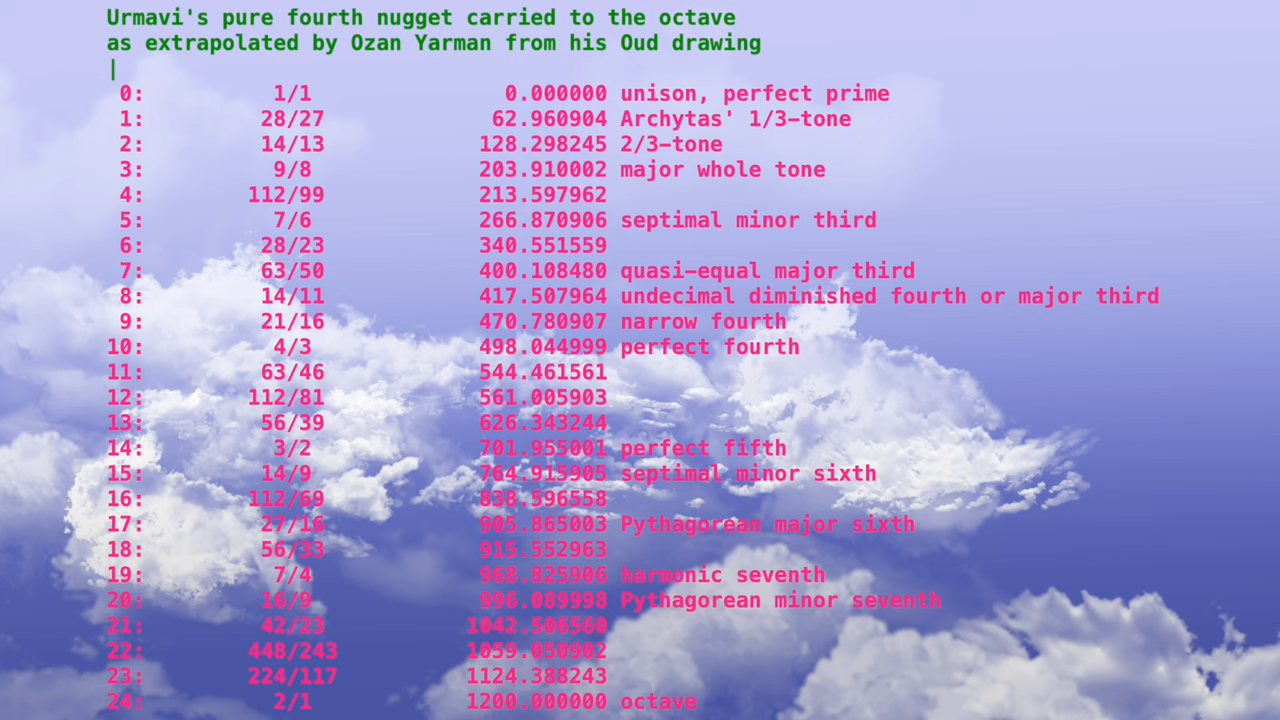 Urmavi's pure fourth nugget carried to the octave
as extrapolated by Ozan Yarman from his Oud drawing
|
0: 1/1 0.000000 unison, perfect prime
1: 28/27 62.960904 Archytas' 1/3-tone
2: 14/13 128.298245 2/3-tone
3: 9/8 203.910002 major whole tone
4: 112/99 213.597962
5: 7/6 266.870906 septimal minor third
6: 28/23 340.551559
7: 63/50 400.108480 quasi-equal major third
8: 14/11 417.507964 undecimal diminished fourth or major third
9: 21/16 470.780907 narrow fourth
10: 4/3 498.044999 perfect fourth
11: 63/46 544.461561
12: 112/81 561.005903
13: 56/39 626.343244
14: 3/2 701.955001 perfect fifth
15: 14/9 764.915905 septimal minor sixth
16: 112/69 838.596558
17: 27/16 905.865003 Pythagorean major sixth
18: 56/33 915.552963
19: 7/4 968.825906 harmonic seventh
20: 16/9 996.089998 Pythagorean minor seventh
21: 42/23 1042.506560
22: 448/243 1059.050902
23: 224/117 1124.388243
24: 2/1 1200.000000 octave